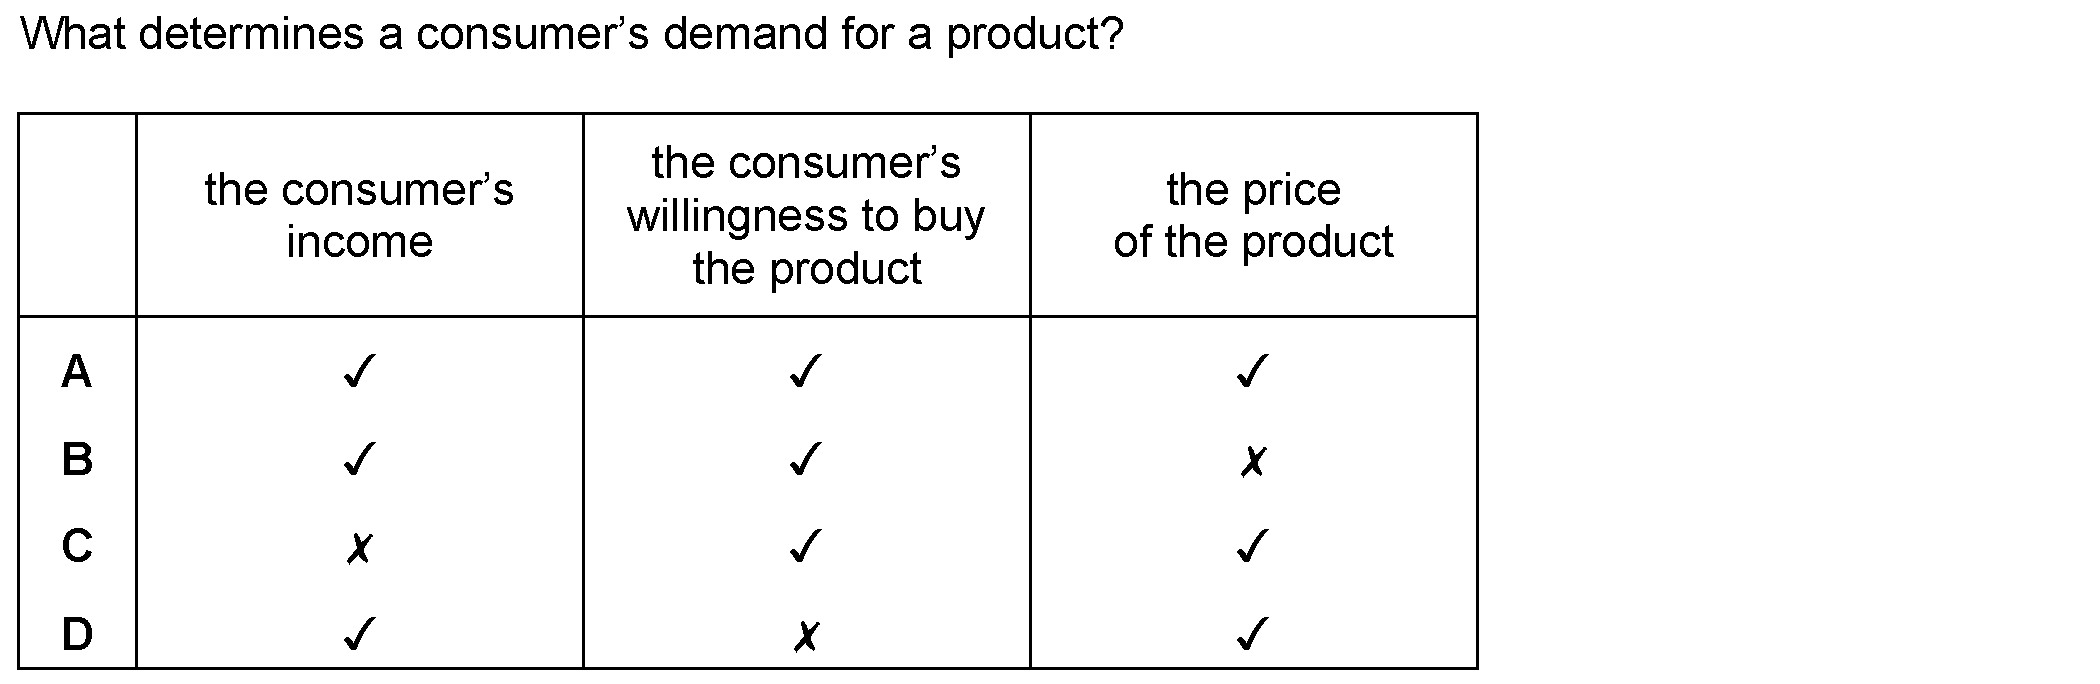 What determines a consumer’s demand for a product?
the consumer’s
income
the consumer’s
willingness to buy
the product
the price
of the product
A ✓ ✓ ✓
B ✓ ✓ ✗
C ✗ ✓ ✓
D ✓ ✗ ✓